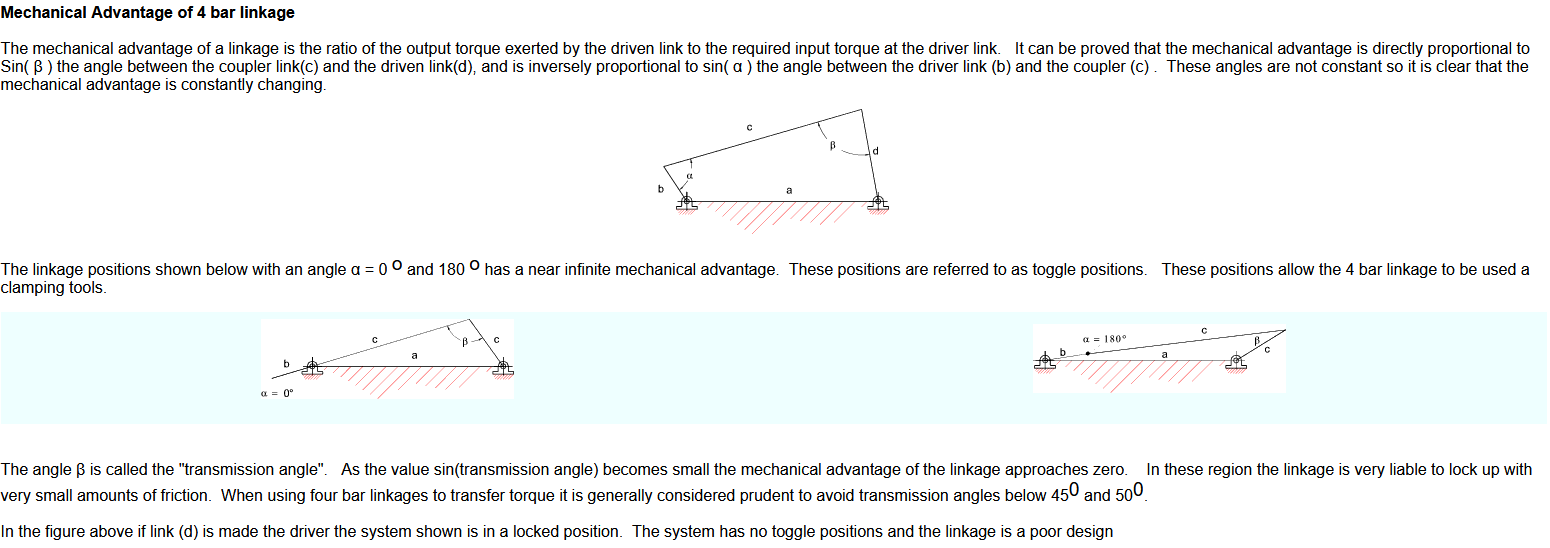 Mechanical Advantage of 4 bar linkage
The mechanical advantage of a linkage is the ratio of the output torque exerted by the driven link to the required input torque at the driver link.   It can be proved that the mechanical advantage is directly proportional to
Sin( β ) the angle between the coupler link(c) and the driven link(d), and is inversely proportional to sin( α ) the angle between the driver link (b) and the coupler (c) .  These angles are not constant so it is clear that the
mechanical advantage is constantly changing.
c
β
d
α
b
a
The linkage positions shown below with an angle α = 0 O and 180 O has a near infinite mechanical advantage.  These positions are referred to as toggle positions.   These positions allow the 4 bar linkage to be used a
clamping tools.
c
β
c
a
b
α = 0°
c
α = 180°
β
c
b
a
The angle β is called the "transmission angle".   As the value sin(transmission angle) becomes small the mechanical advantage of the linkage approaches zero.    In these region the linkage is very liable to lock up with
very small amounts of friction.  When using four bar linkages to transfer torque it is generally considered prudent to avoid transmission angles below 450 and 500.
In the figure above if link (d) is made the driver the system shown is in a locked position.  The system has no toggle positions and the linkage is a poor design